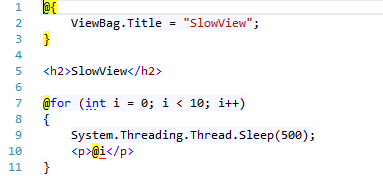 1 @{
2 ViewBag.Title = "SlowView";
3 }
4
5 <h2>SlowView</h2>
6
7 @for (int i = 0; i < 10; i++)
8 {
9 System.Threading.Thread.Sleep(500);
10 <p>@i</p>
11 }